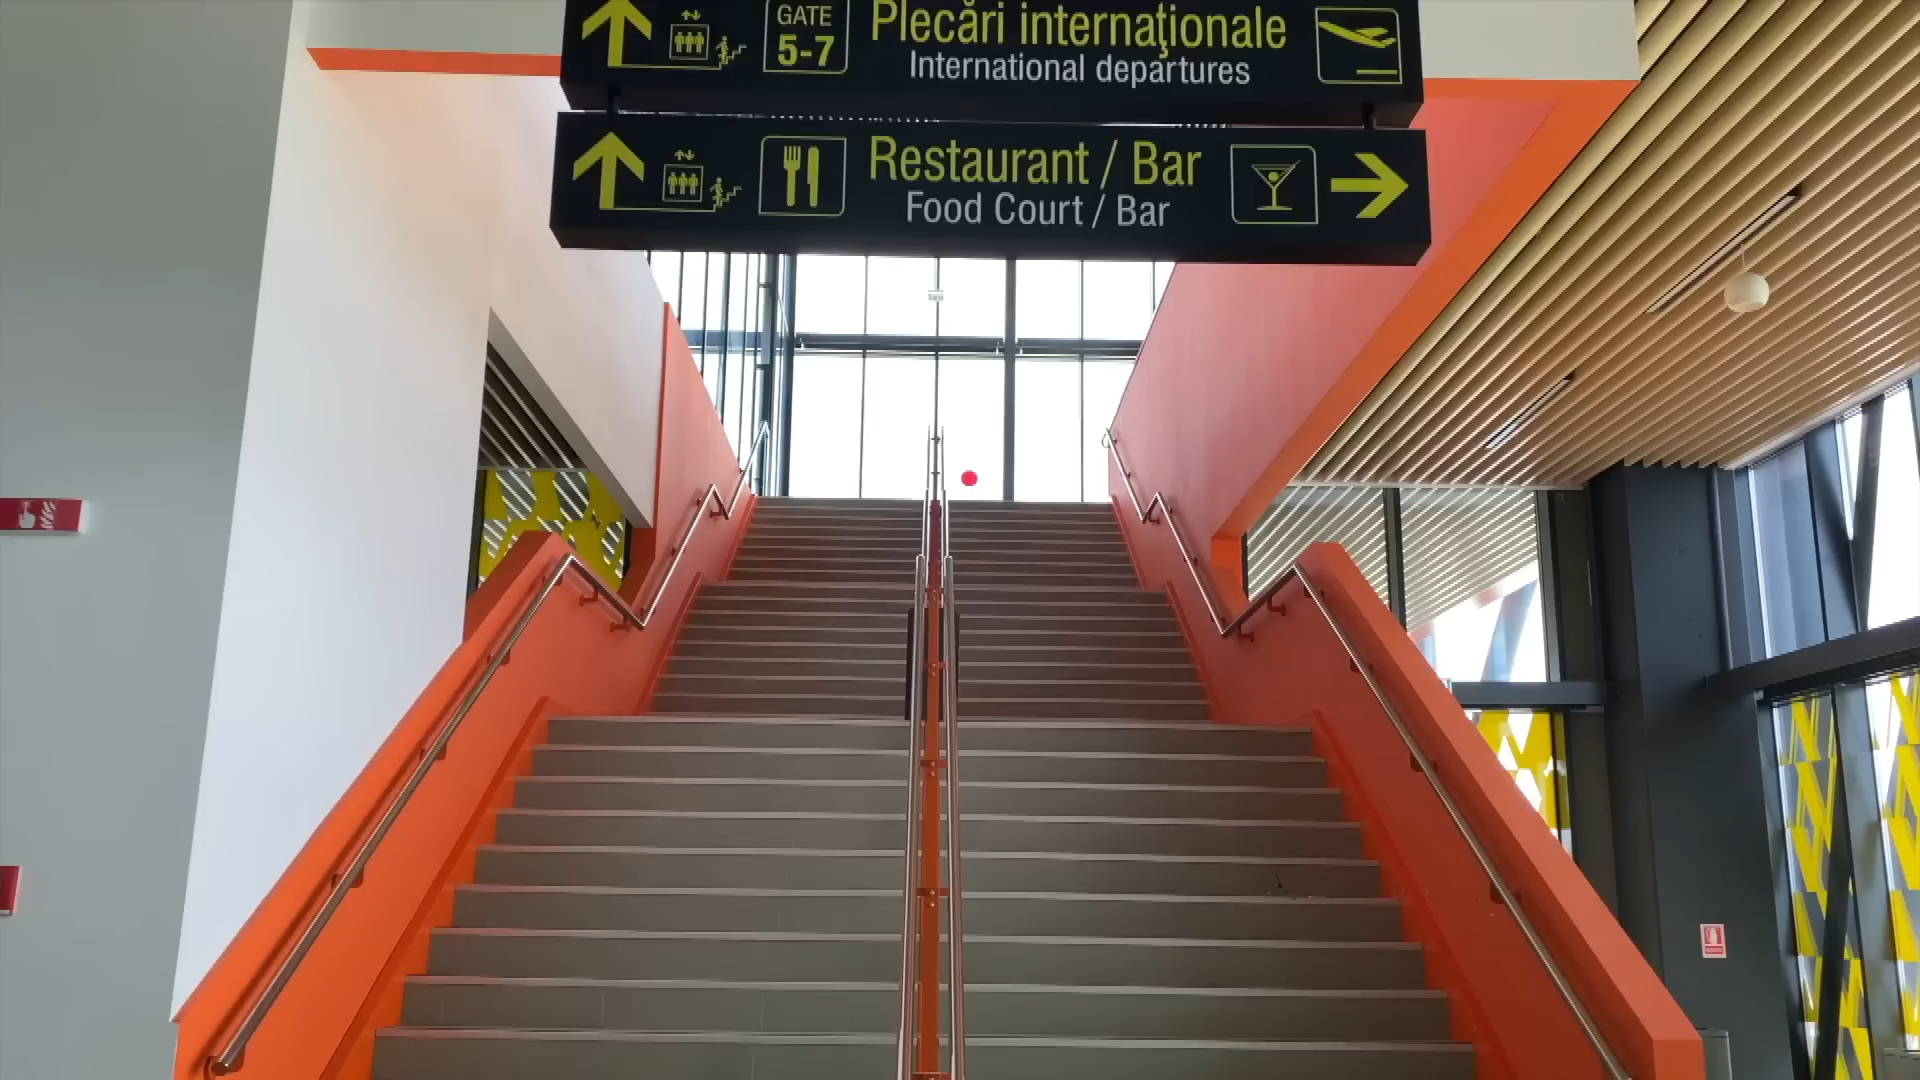 GATE
5-7
Plecări internaţionale
International departures
Restaurant / Bar
Food Court / Bar